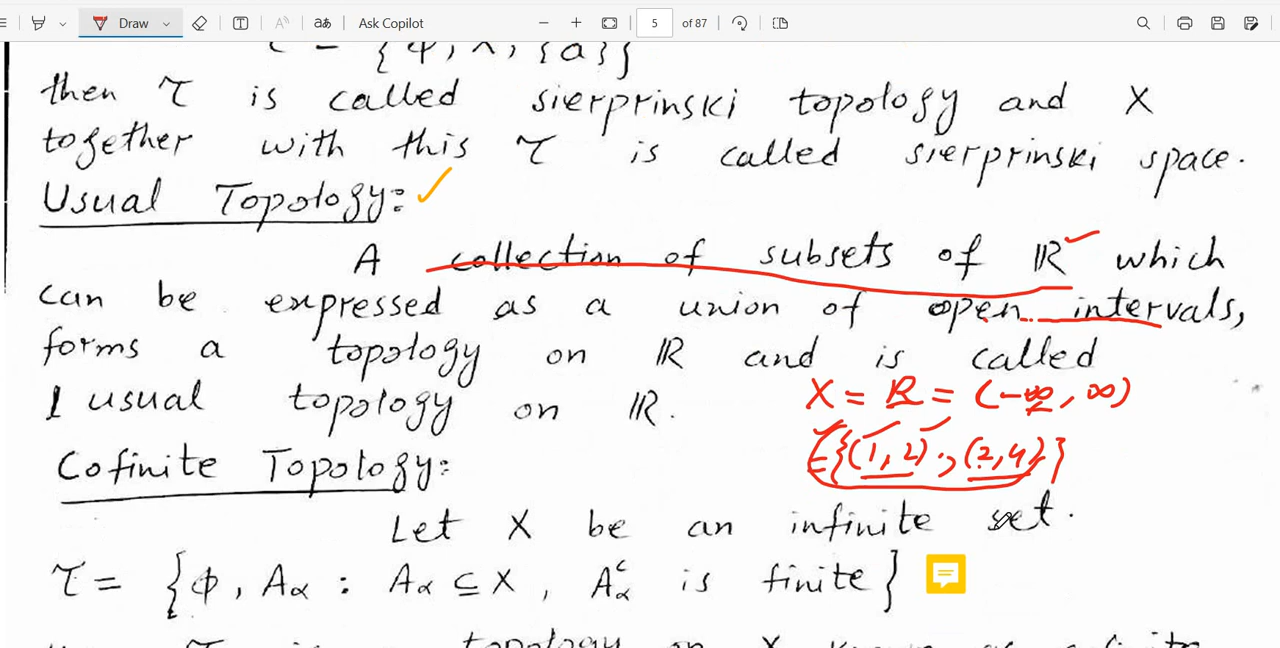 Draw
Ask Copilot
5 of 87
τ = {φ, X, {a}}
then τ is called sierprinski topology and X
together with this τ is called sierprinski space.
Usual Topology:
A collection of subsets of ℝ which
can be expressed as a union of open intervals,
forms a topology on ℝ and is called
usual topology on ℝ.
X = ℝ = (-∞, ∞)
{(1, 2), (2, 4)}
Cofinite Topology:
Let X be an infinite set.
τ = {φ, Aα : Aα ⊆ X, Aαᶜ is finite}
topology on X